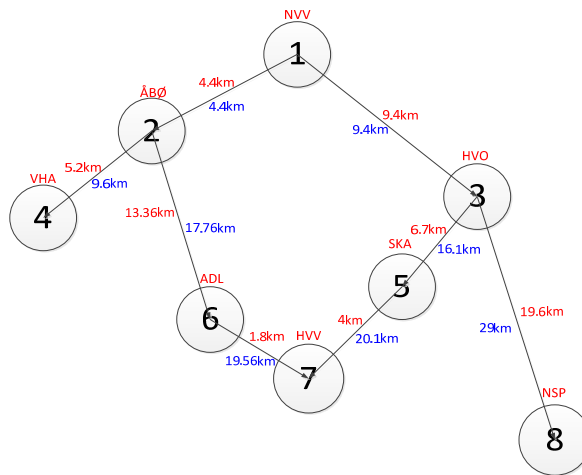 NVV
1
4.4km
4.4km
9.4km
9.4km
ÅBØ
2
5.2km
9.6km
VHA
4
HVO
3
13.36km
17.76km
6.7km
16.1km
SKA
5
ADL
6
1.8km
19.56km
HVV
7
4km
20.1km
19.6km
29km
NSP
8